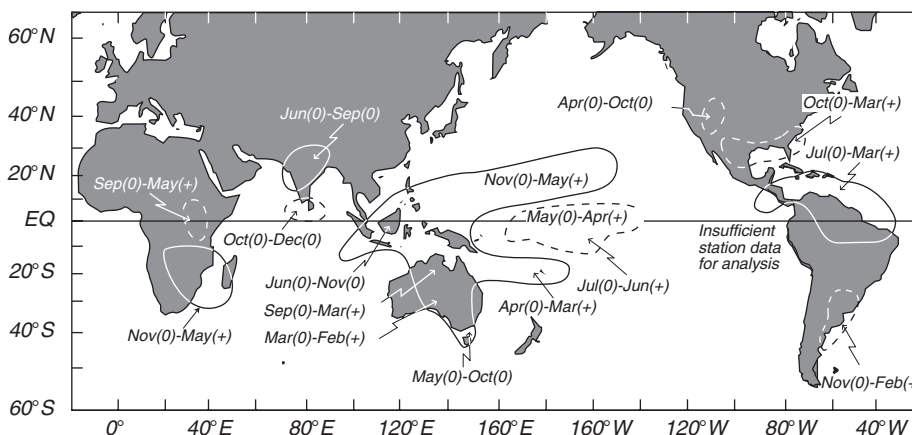 60°N
40°N
20°N
EQ
20°S
40°S
60°S
Jun(0)-Sep(0)
Apr(0)-Oct(0)
Oct(0)-Mar(+)
Jul(0)-Mar(+)
Sep(0)-May(+)
Nov(0)-May(+)
May(0)-Apr(+)
Oct(0)-Dec(0)
Insufficient
station data
for analysis
Jun(0)-Nov(0)
Jul(0)-Jun(+)
Sep(0)-Mar(+)
Apr(0)-Mar(+)
Nov(0)-May(+)
Mar(0)-Feb(+)
May(0)-Oct(0)
Nov(0)-Feb(+
0° 40°E 80°E 120°E 160°E 160°W 120°W 80°W 40°W